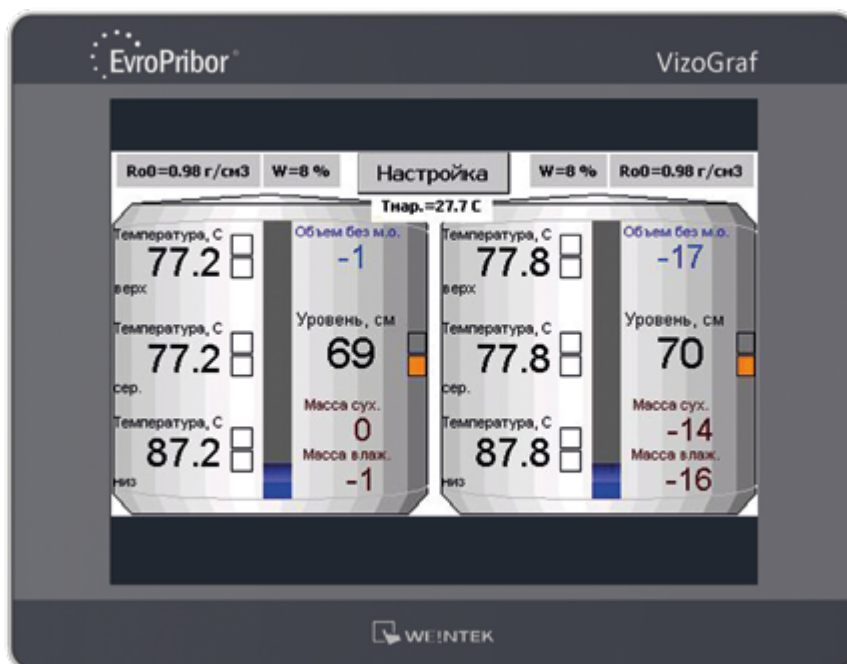 EvroPribor
VizoGraf
Ro0=0.98 г/см3 W=8 % Настройка W=8 % Ro0=0.98 г/см3
Тнар.=27.7 С
Температура, С
77.2
верх
Температура, С
77.2
сер.
Температура, С
87.2
низ
Объем без м.о.
-1
Уровень, см
69
Масса сух.
0
Масса влаж.
-1
Температура, С
77.8
верх
Температура, С
77.8
сер.
Температура, С
87.8
низ
Объем без м.о.
-17
Уровень, см
70
Масса сух.
-14
Масса влаж.
-16
WE!NTEK